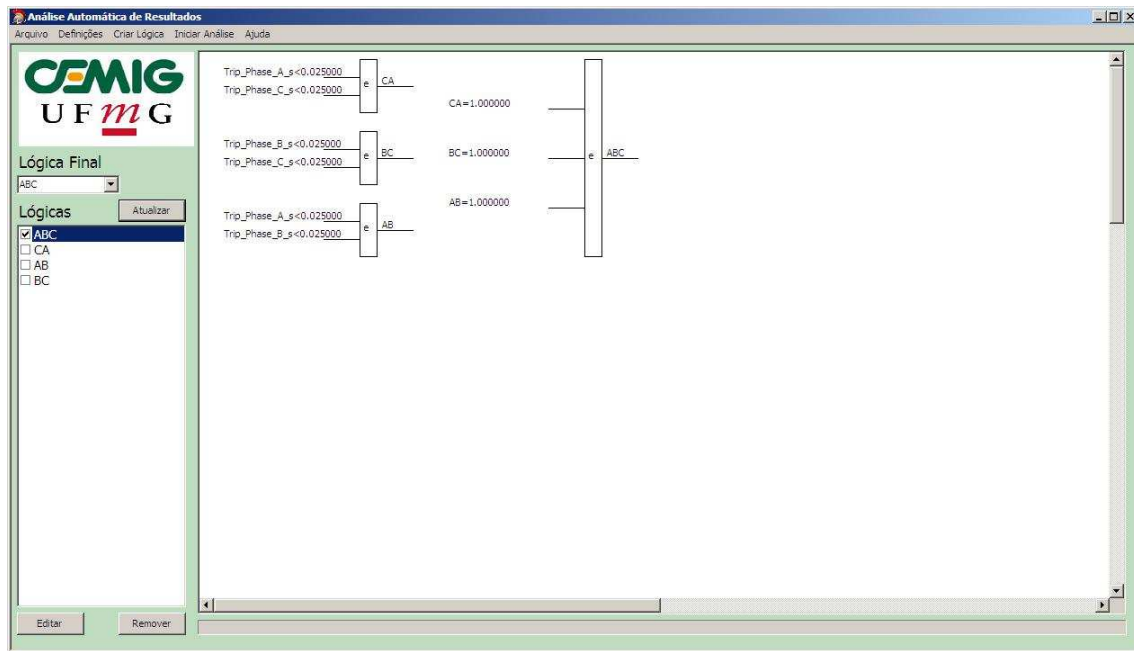 Análise Automática de Resultados
Arquivo Definições Criar Lógica Iniciar Análise Ajuda
CEMIG
UFmG
Lógica Final
ABC
Lógicas
Atualizar
ABC
CA
AB
BC
Editar
Remover
Trip_Phase_A_s<0.025000
Trip_Phase_C_s<0.025000
e
CA
Trip_Phase_B_s<0.025000
Trip_Phase_C_s<0.025000
e
BC
Trip_Phase_A_s<0.025000
Trip_Phase_B_s<0.025000
e
AB
CA=1.000000
BC=1.000000
AB=1.000000
e
ABC